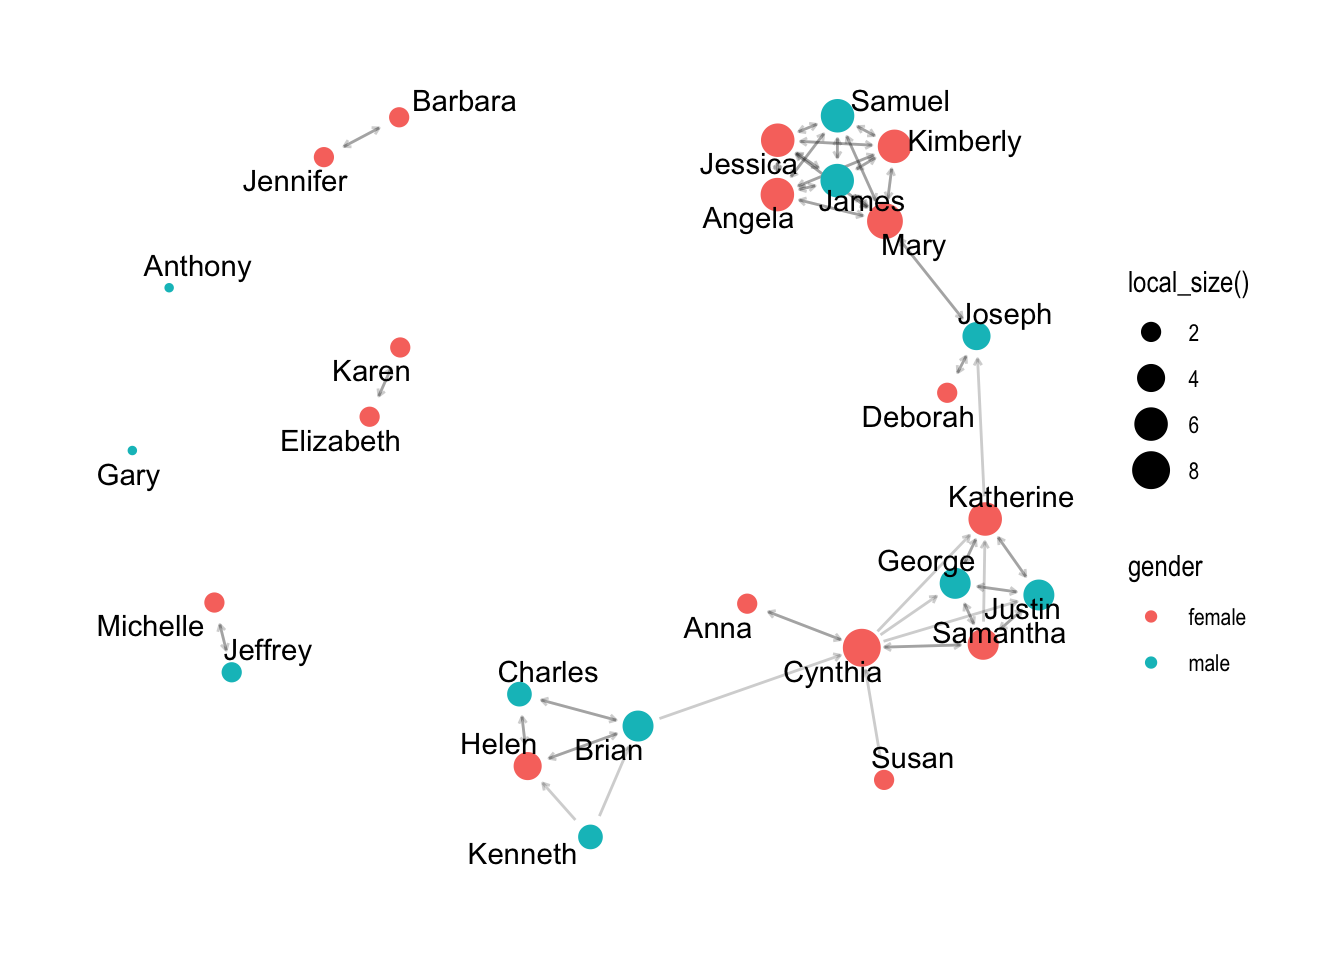 Barbara
Samuel
Kimberly
Jessica
Jennifer
James
Angela
Mary
Anthony
Joseph
Karen
Deborah
Elizabeth
Gary
Katherine
George
Justin
Michelle
Anna
Samantha
Jeffrey
Charles
Cynthia
Helen
Brian
Susan
Kenneth
local_size()
2
4
6
8
gender
female
male